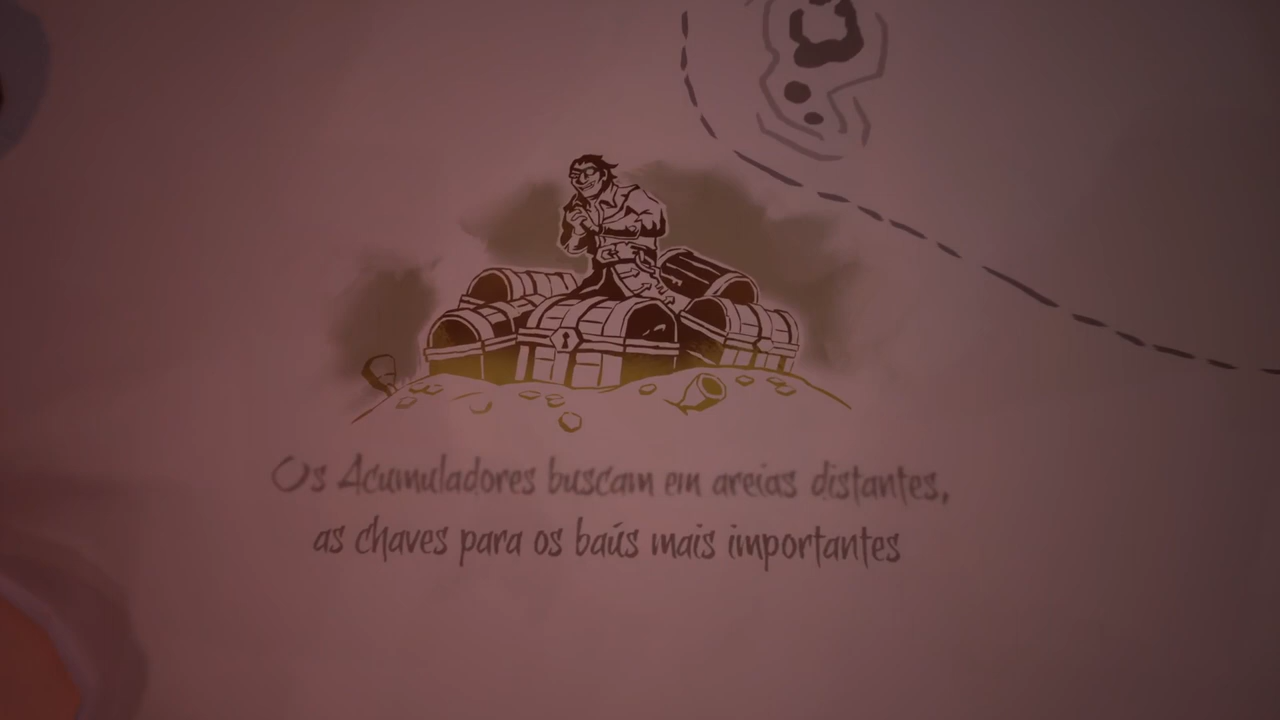 Os Acumuladores buscam em areias distantes,
as chaves para os baús mais importantes